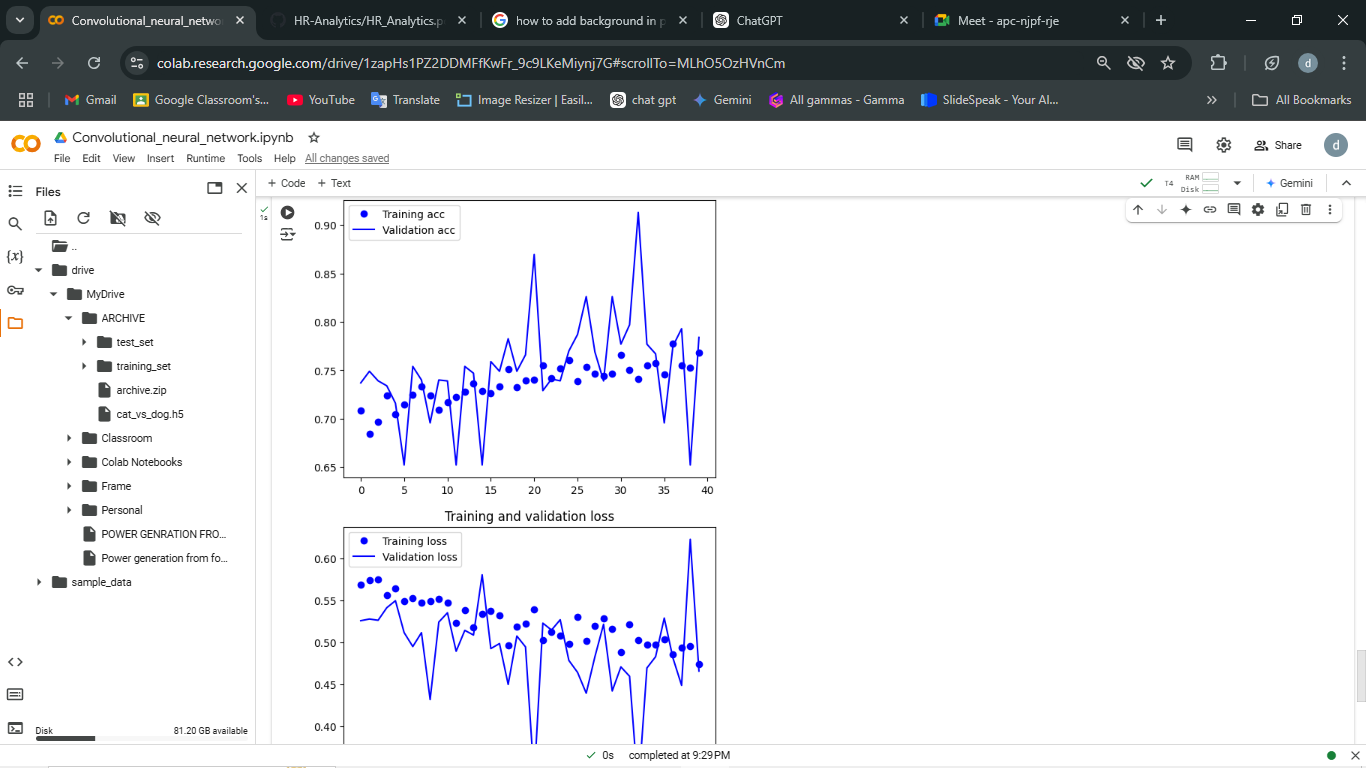 Convolutional_neural_netwo
HR-Analytics/HR_Analytics.p
how to add background in p
ChatGPT
Meet - apc-njpf-rje
colab.research.google.com/drive/1zapHs1PZ2DDMFfKwFr_9c9LKeMiynj7G#scrollTo=MLhO5OzHVnCm
d
Gmail
Google Classroom's...
YouTube
Translate
Image Resizer | Easil...
chat gpt
Gemini
All gammas - Gamma
SlideSpeak - Your AI...
All Bookmarks
Convolutional_neural_network.ipynb
File Edit View Insert Runtime Tools Help All changes saved
Share
d
Files
+ Code + Text
T4
RAM
Disk
Gemini
{x}
1s
..
drive
MyDrive
ARCHIVE
test_set
training_set
archive.zip
cat_vs_dog.h5
Classroom
Colab Notebooks
Frame
Personal
POWER GENRATION FRO...
Power generation from fo...
sample_data
Disk 81.20 GB available
Training acc
Validation acc
0.90
0.85
0.80
0.75
0.70
0.65
0 5 10 15 20 25 30 35 40
Training and validation loss
Training loss
Validation loss
0.60
0.55
0.50
0.45
0.40
0s completed at 9:29 PM